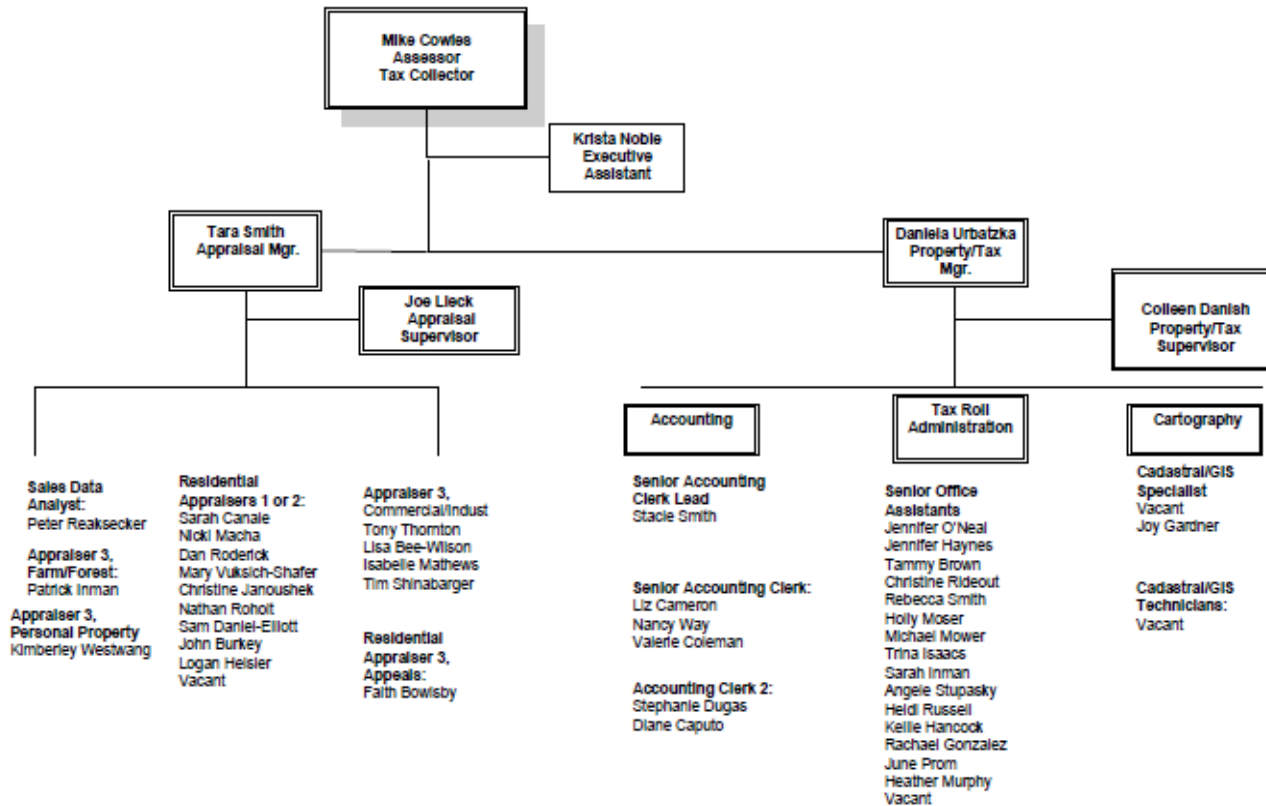 Mike Cowles
Assessor
Tax Collector
Krista Noble
Executive
Assistant
Tara Smith
Appraisal Mgr.
Daniela Urbatzka
Property/Tax
Mgr.
Joe Lieck
Appraisal
Supervisor
Colleen Danish
Property/Tax
Supervisor
Sales Data
Analyst:
Peter Reaksecker
Appraiser 3,
Farm/Forest:
Patrick Inman
Appraiser 3,
Personal Property
Kimberley Westwang
Residential
Appraisers 1 or 2:
Sarah Canale
Nicki Macha
Dan Roderick
Mary Vuksich-Shafer
Christine Janoushek
Nathan Roholt
Sam Daniel-Elliott
John Burkey
Logan Heisler
Vacant
Appraiser 3,
Commercial/Indust
Tony Thornton
Lisa Bee-Wilson
Isabelle Mathews
Tim Shinabarger
Residential
Appraiser 3,
Appeals:
Faith Bowlsby
Accounting
Senior Accounting
Clerk Lead
Stacie Smith
Senior Accounting Clerk:
Liz Cameron
Nancy Way
Valerie Coleman
Accounting Clerk 2:
Stephanie Dugas
Diane Caputo
Tax Roll
Administration
Senior Office
Assistants
Jennifer O'Neal
Jennifer Haynes
Tammy Brown
Christine Rideout
Rebecca Smith
Holly Moser
Michael Mower
Trina Isaacs
Sarah Inman
Angele Stupasky
Heidi Russell
Kellie Hancock
Rachael Gonzalez
June Prom
Heather Murphy
Vacant
Cartography
Cadastral/GIS
Specialist
Vacant
Joy Gardner
Cadastral/GIS
Technicians:
Vacant